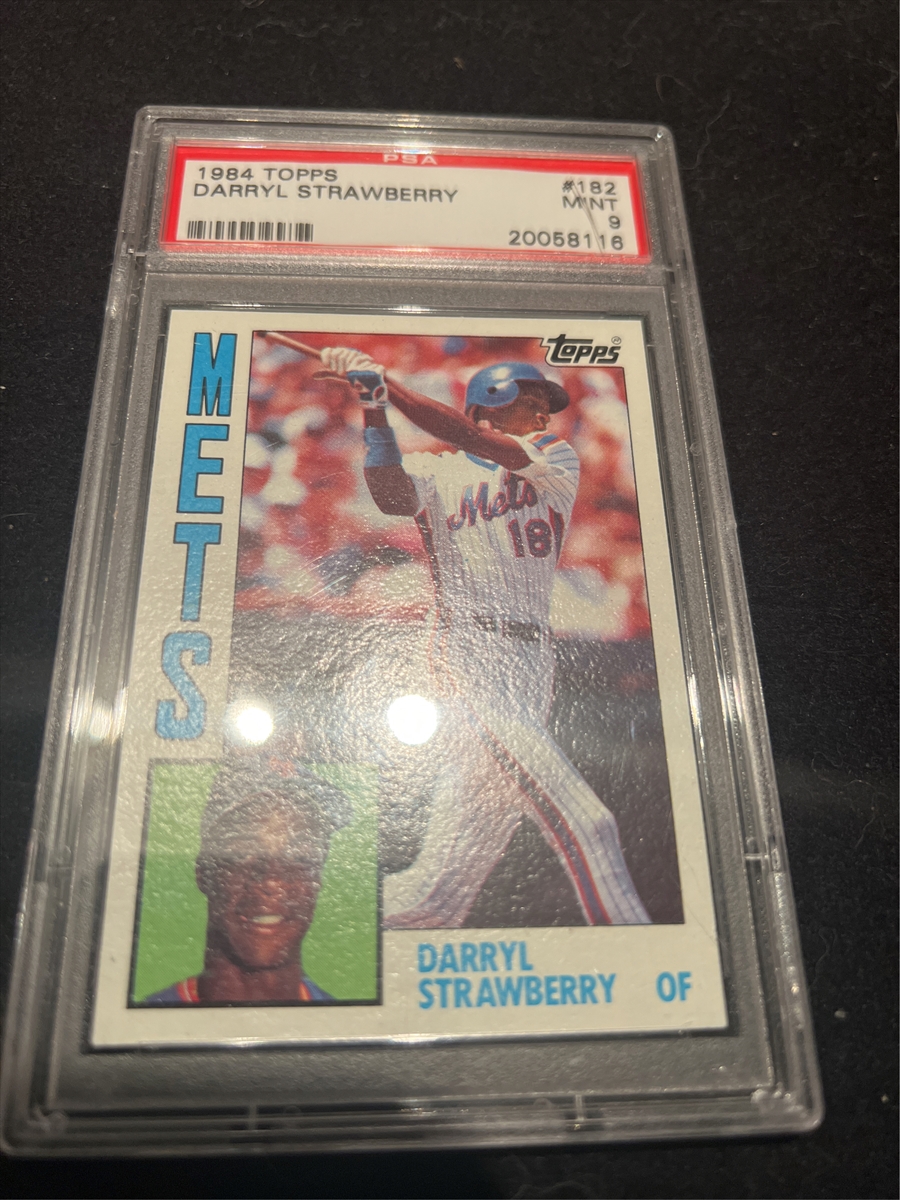 PSA
1984 TOPPS #182
DARRYL STRAWBERRY MINT
9
20058116
METS
TOPPS®
Mets
18
DARRYL
STRAWBERRY OF